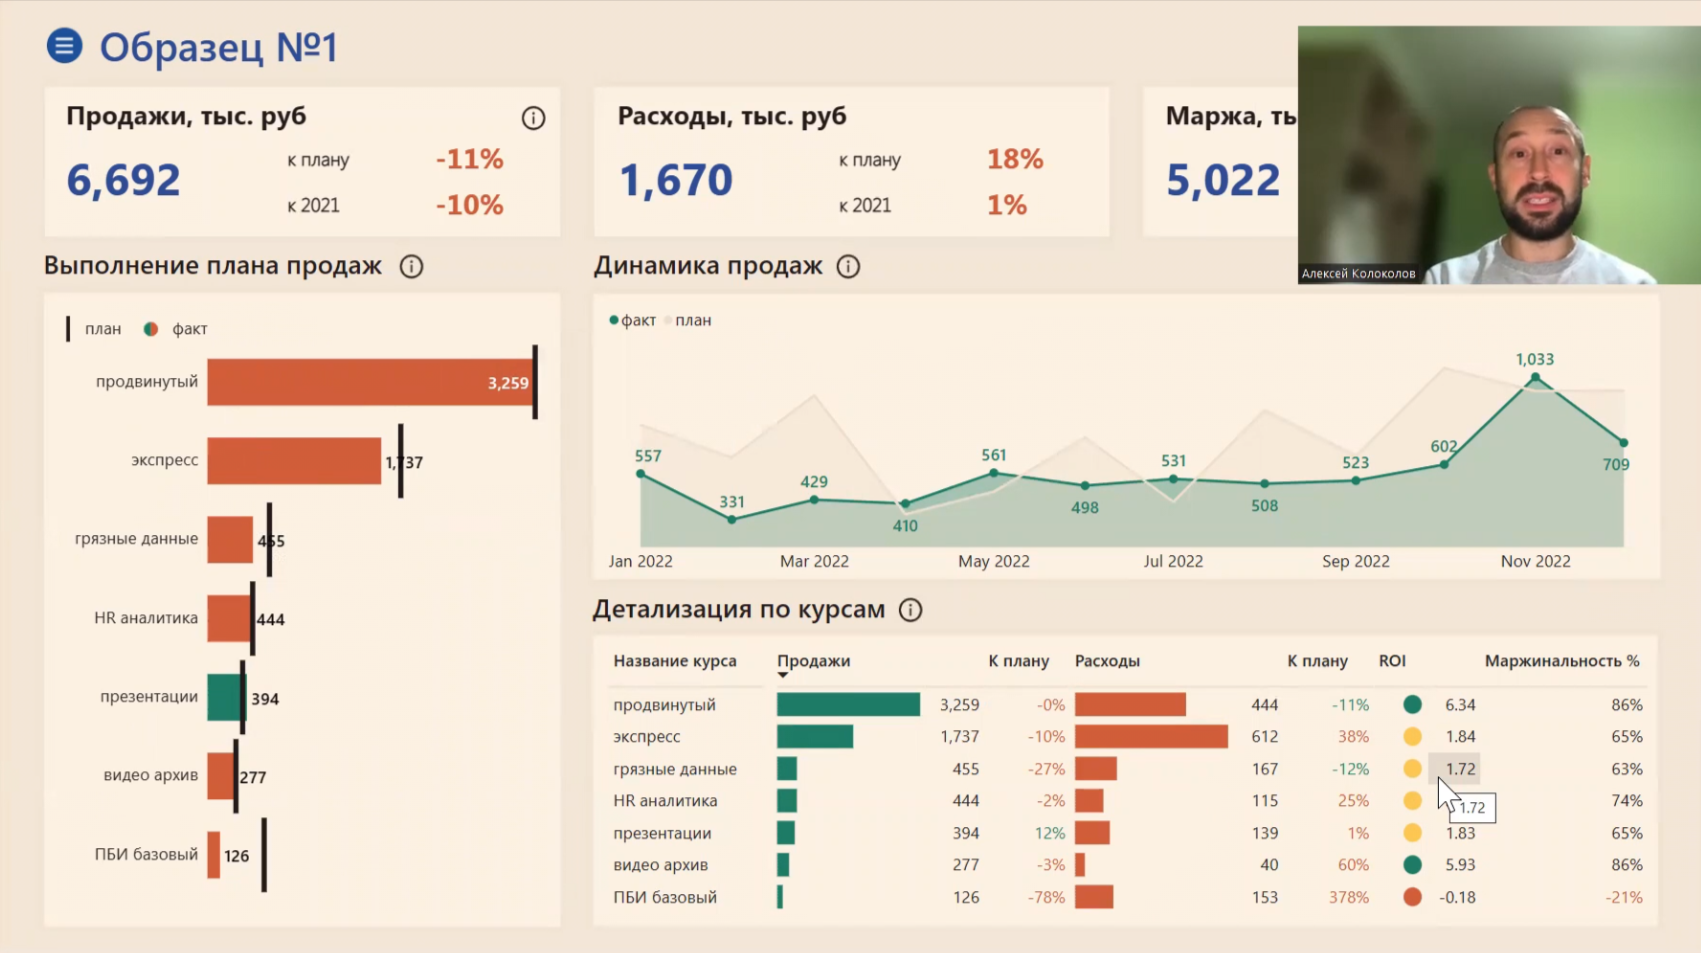 Образец №1
Продажи, тыс. руб
6,692
к плану -11%
к 2021 -10%
Расходы, тыс. руб
1,670
к плану 18%
к 2021 1%
Маржа, ты
5,022
Алексей Колоколов
Выполнение плана продаж
план факт
продвинутый 3,259
экспресс 1,737
грязные данные 455
HR аналитика 444
презентации 394
видео архив 277
ПБИ базовый 126
Динамика продаж
факт план
557 331 429 410 561 498 531 508 523 602 1,033 709
Jan 2022 Mar 2022 May 2022 Jul 2022 Sep 2022 Nov 2022
Детализация по курсам
Название курса Продажи К плану Расходы К плану ROI Маржинальность %
продвинутый 3,259 -0% 444 -11% 6.34 86%
экспресс 1,737 -10% 612 38% 1.84 65%
грязные данные 455 -27% 167 -12% 1.72 63%
HR аналитика 444 -2% 115 25% 74%
1.72
презентации 394 12% 139 1% 1.83 65%
видео архив 277 -3% 40 60% 5.93 86%
ПБИ базовый 126 -78% 153 378% -0.18 -21%